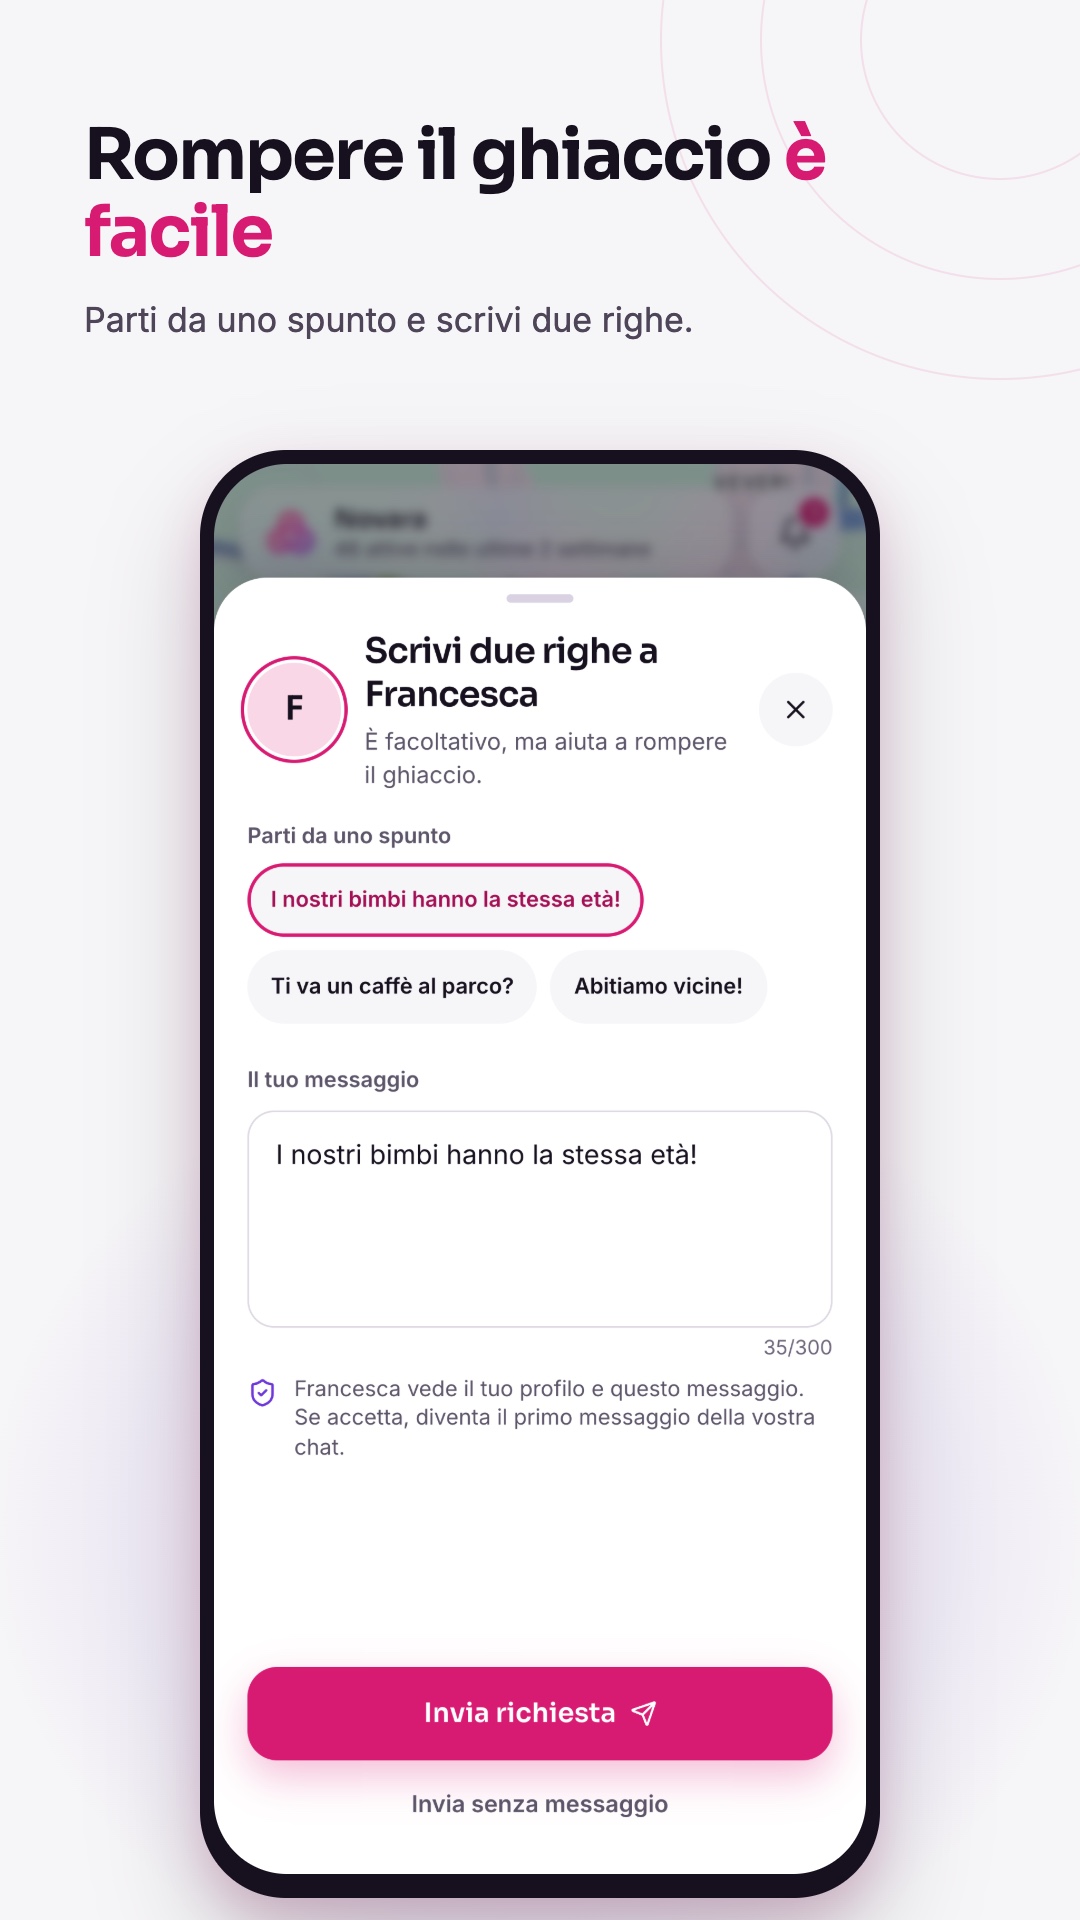 Rompere il ghiaccio è
facile
Parti da uno spunto e scrivi due righe.
Novara
Scrivi due righe a
Francesca
F
È facoltativo, ma aiuta a rompere
il ghiaccio.
Parti da uno spunto
I nostri bimbi hanno la stessa età!
Ti va un caffè al parco?
Abitiamo vicine!
Il tuo messaggio
I nostri bimbi hanno la stessa età!
35/300
Francesca vede il tuo profilo e questo messaggio.
Se accetta, diventa il primo messaggio della vostra
chat.
Invia richiesta
Invia senza messaggio